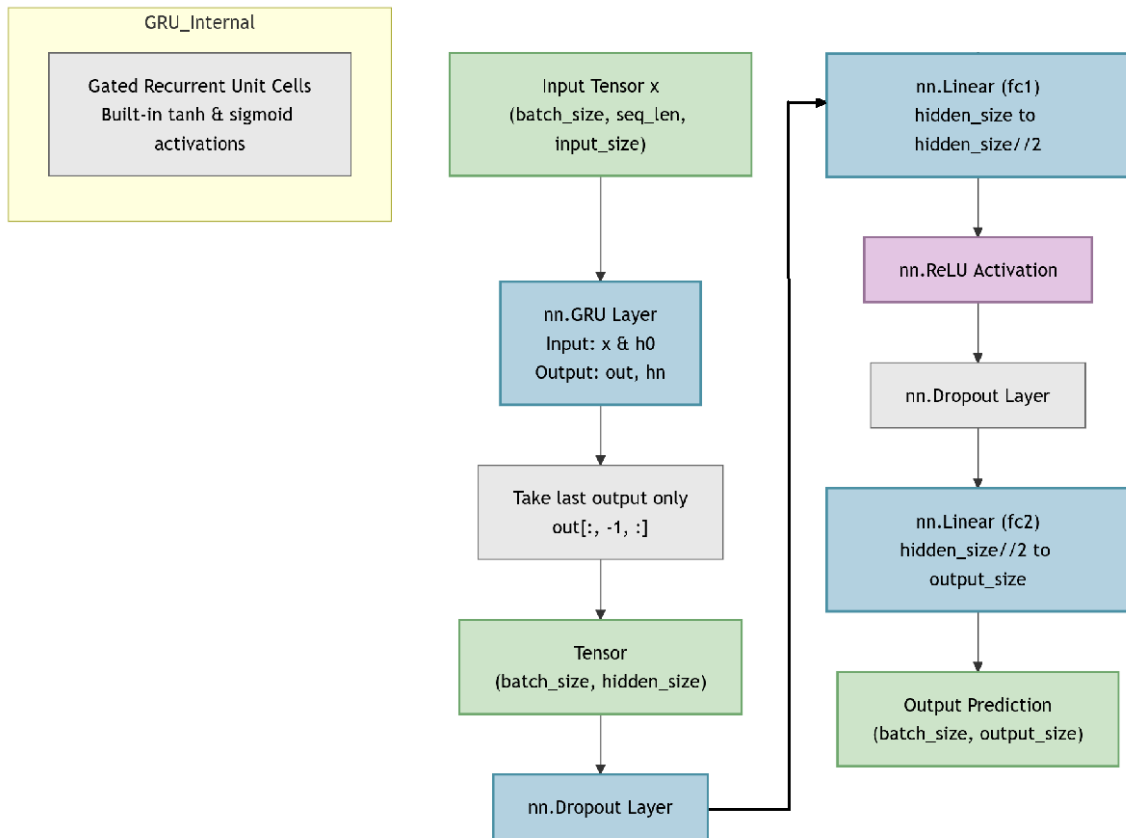 GRU_Internal
Gated Recurrent Unit Cells
Built-in tanh & sigmoid
activations
Input Tensor x
(batch_size, seq_len,
input_size)
nn.GRU Layer
Input: x & h0
Output: out, hn
Take last output only
out[:, -1, :]
Tensor
(batch_size, hidden_size)
nn.Dropout Layer
nn.Linear (fc1)
hidden_size to
hidden_size//2
nn.ReLU Activation
nn.Dropout Layer
nn.Linear (fc2)
hidden_size//2 to
output_size
Output Prediction
(batch_size, output_size)